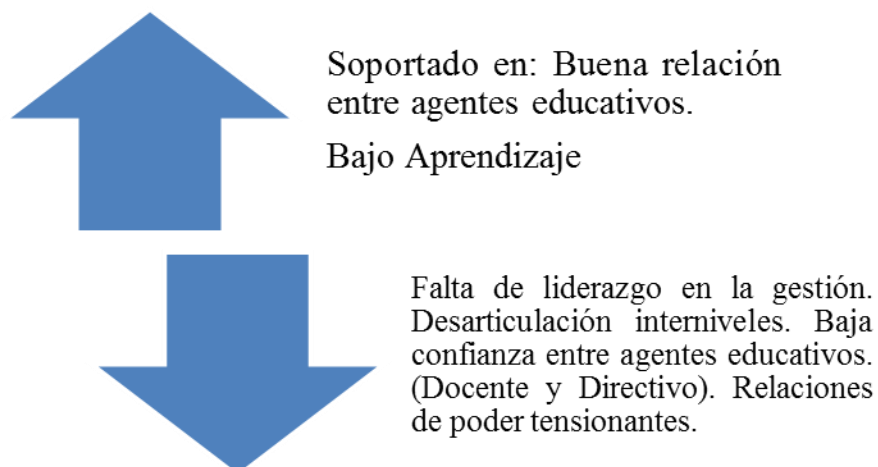 Soportado en: Buena relación
entre agentes educativos.
Bajo Aprendizaje
Falta de liderazgo en la gestión.
Desarticulación interniveles. Baja
confianza entre agentes educativos.
(Docente y Directivo). Relaciones
de poder tensionantes.